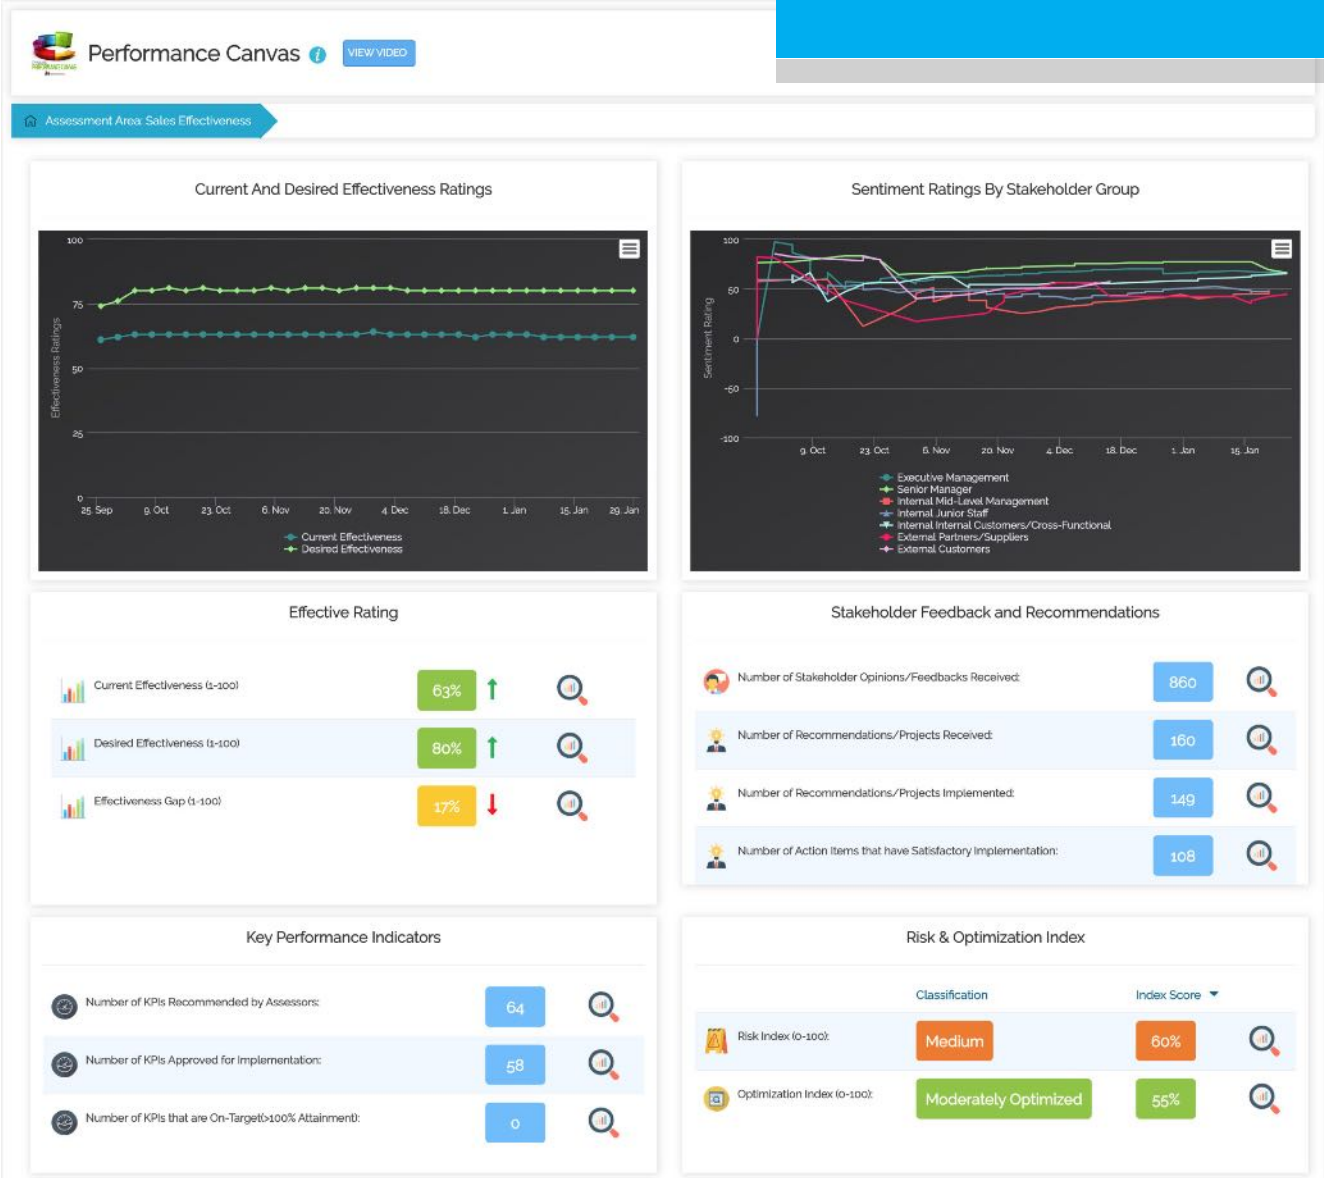 Performance Canvas
VIEW VIDEO
Assessment Area: Sales Effectiveness
Current And Desired Effectiveness Ratings
100
75
50
25
0
Effectiveness Ratings
25. Sep
9. Oct
23. Oct
6. Nov
20. Nov
4. Dec
18. Dec
1. Jan
15. Jan
29. Jan
Current Effectiveness
Desired Effectiveness
Sentiment Ratings By Stakeholder Group
100
50
0
-50
-100
Sentiment Rating
9. Oct
23. Oct
6. Nov
20. Nov
4. Dec
18. Dec
1. Jan
15. Jan
Executive Management
Senior Manager
Internal Mid-Level Management
Internal Junior Staff
Internal Internal Customers/Cross-Functional
External Partners/Suppliers
External Customers
Effective Rating
Current Effectiveness (1-100)
63%
Desired Effectiveness (1-100)
80%
Effectiveness Gap (1-100)
17%
Stakeholder Feedback and Recommendations
Number of Stakeholder Opinions/Feedbacks Received:
860
Number of Recommendations/Projects Received:
160
Number of Recommendations/Projects Implemented:
149
Number of Action Items that have Satisfactory Implementation:
108
Key Performance Indicators
Number of KPIs Recommended by Assessors:
64
Number of KPIs Approved for Implementation:
58
Number of KPIs that are On-Target(>100% Attainment):
0
Risk & Optimization Index
Classification
Index Score
Risk Index (0-100):
Medium
60%
Optimization Index (0-100):
Moderately Optimized
55%